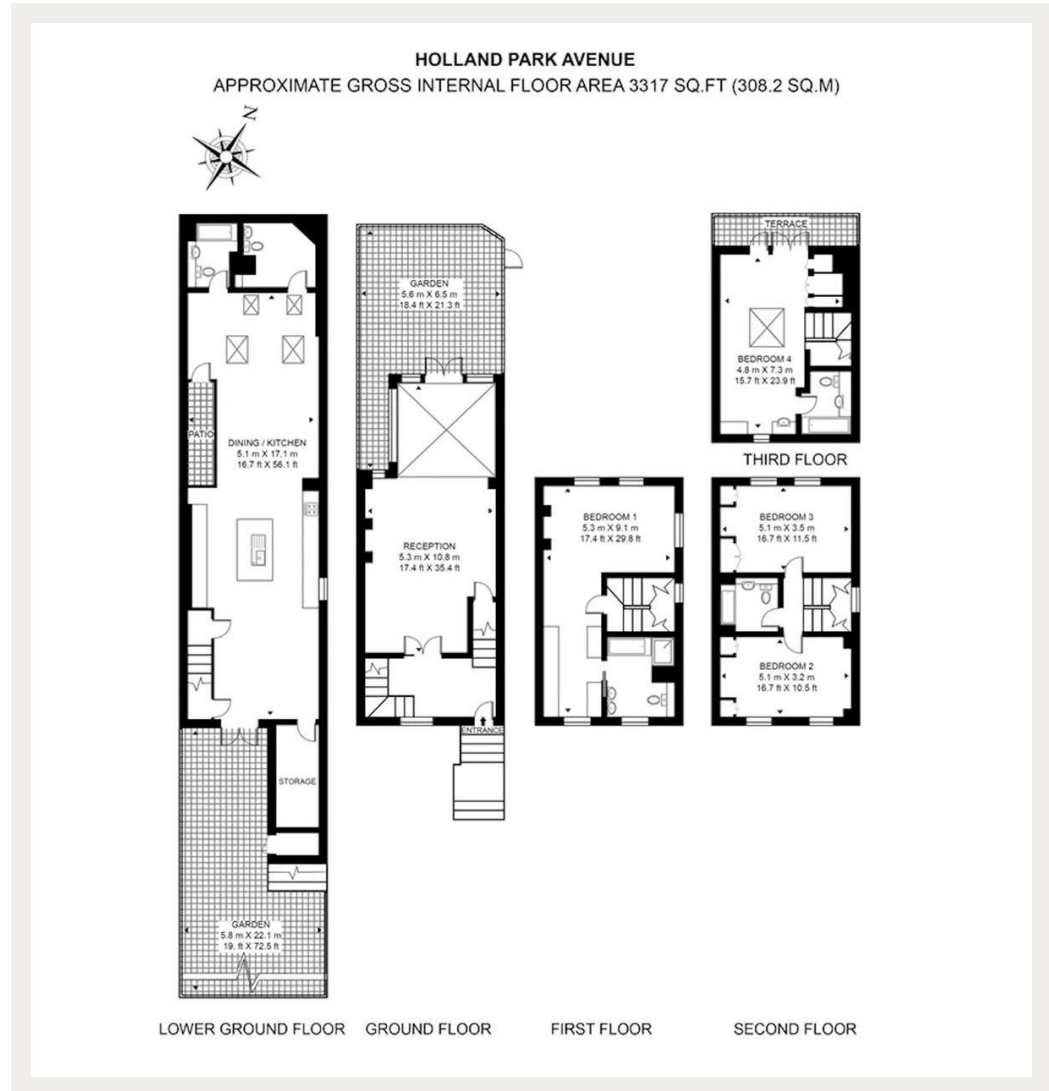 HOLLAND PARK AVENUE
APPROXIMATE GROSS INTERNAL FLOOR AREA 3317 SQ.FT (308.2 SQ.M)
N
DINING / KITCHEN
5.1 m X 17.1 m
16.7 ft X 56.1 ft
PATIO
STORAGE
GARDEN
5.8 m X 22.1 m
19. ft X 72.5 ft
LOWER GROUND FLOOR
GARDEN
5.6 m X 6.5 m
18.4 ft X 21.3 ft
RECEPTION
5.3 m X 10.8 m
17.4 ft X 35.4 ft
ENTRANCE
GROUND FLOOR
BEDROOM 1
5.3 m X 9.1 m
17.4 ft X 29.8 ft
FIRST FLOOR
TERRACE
BEDROOM 4
4.8 m X 7.3 m
15.7 ft X 23.9 ft
THIRD FLOOR
BEDROOM 3
5.1 m X 3.5 m
16.7 ft X 11.5 ft
BEDROOM 2
5.1 m X 3.2 m
16.7 ft X 10.5 ft
SECOND FLOOR